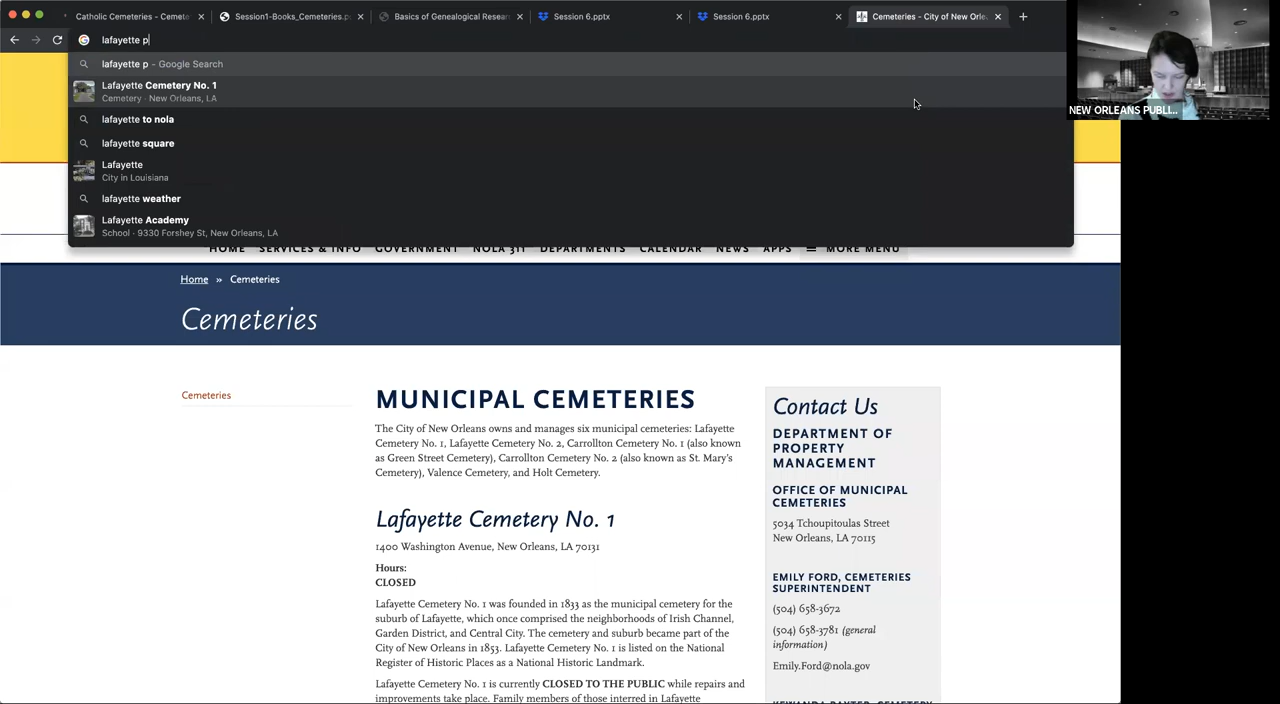 Catholic Cemeteries - Cemeto
Session1-Books_Cemeteries.p
Basics of Genealogical Resear
Session 6.pptx
Session 6.pptx
Cemeteries - City of New Orle
lafayette p
lafayette p - Google Search
Lafayette Cemetery No. 1
Cemetery · New Orleans, LA
lafayette to nola
lafayette square
Lafayette
City in Louisiana
lafayette weather
Lafayette Academy
School · 9330 Forshey St, New Orleans, LA
NEW ORLEANS PUBLI...
HOME SERVICES & INFO GOVERNMENT NOLA 311 DEPARTMENTS CALENDAR NEWS APPS MORE MENU
Home » Cemeteries
Cemeteries
Cemeteries
MUNICIPAL CEMETERIES
The City of New Orleans owns and manages six municipal cemeteries: Lafayette
Cemetery No. 1, Lafayette Cemetery No. 2, Carrollton Cemetery No. 1 (also known
as Green Street Cemetery), Carrollton Cemetery No. 2 (also known as St. Mary's
Cemetery), Valence Cemetery, and Holt Cemetery.
Lafayette Cemetery No. 1
1400 Washington Avenue, New Orleans, LA 70131
Hours:
CLOSED
Lafayette Cemetery No. 1 was founded in 1833 as the municipal cemetery for the
suburb of Lafayette, which once comprised the neighborhoods of Irish Channel,
Garden District, and Central City. The cemetery and suburb became part of the
City of New Orleans in 1853. Lafayette Cemetery No. 1 is listed on the National
Register of Historic Places as a National Historic Landmark.
Lafayette Cemetery No. 1 is currently CLOSED TO THE PUBLIC while repairs and
improvements take place. Family members of those interred in Lafayette
Contact Us
DEPARTMENT OF
PROPERTY
MANAGEMENT
OFFICE OF MUNICIPAL
CEMETERIES
5034 Tchoupitoulas Street
New Orleans, LA 70115
EMILY FORD, CEMETERIES
SUPERINTENDENT
(504) 658-3672
(504) 658-3781 (general
information)
Emily.Ford@nola.gov